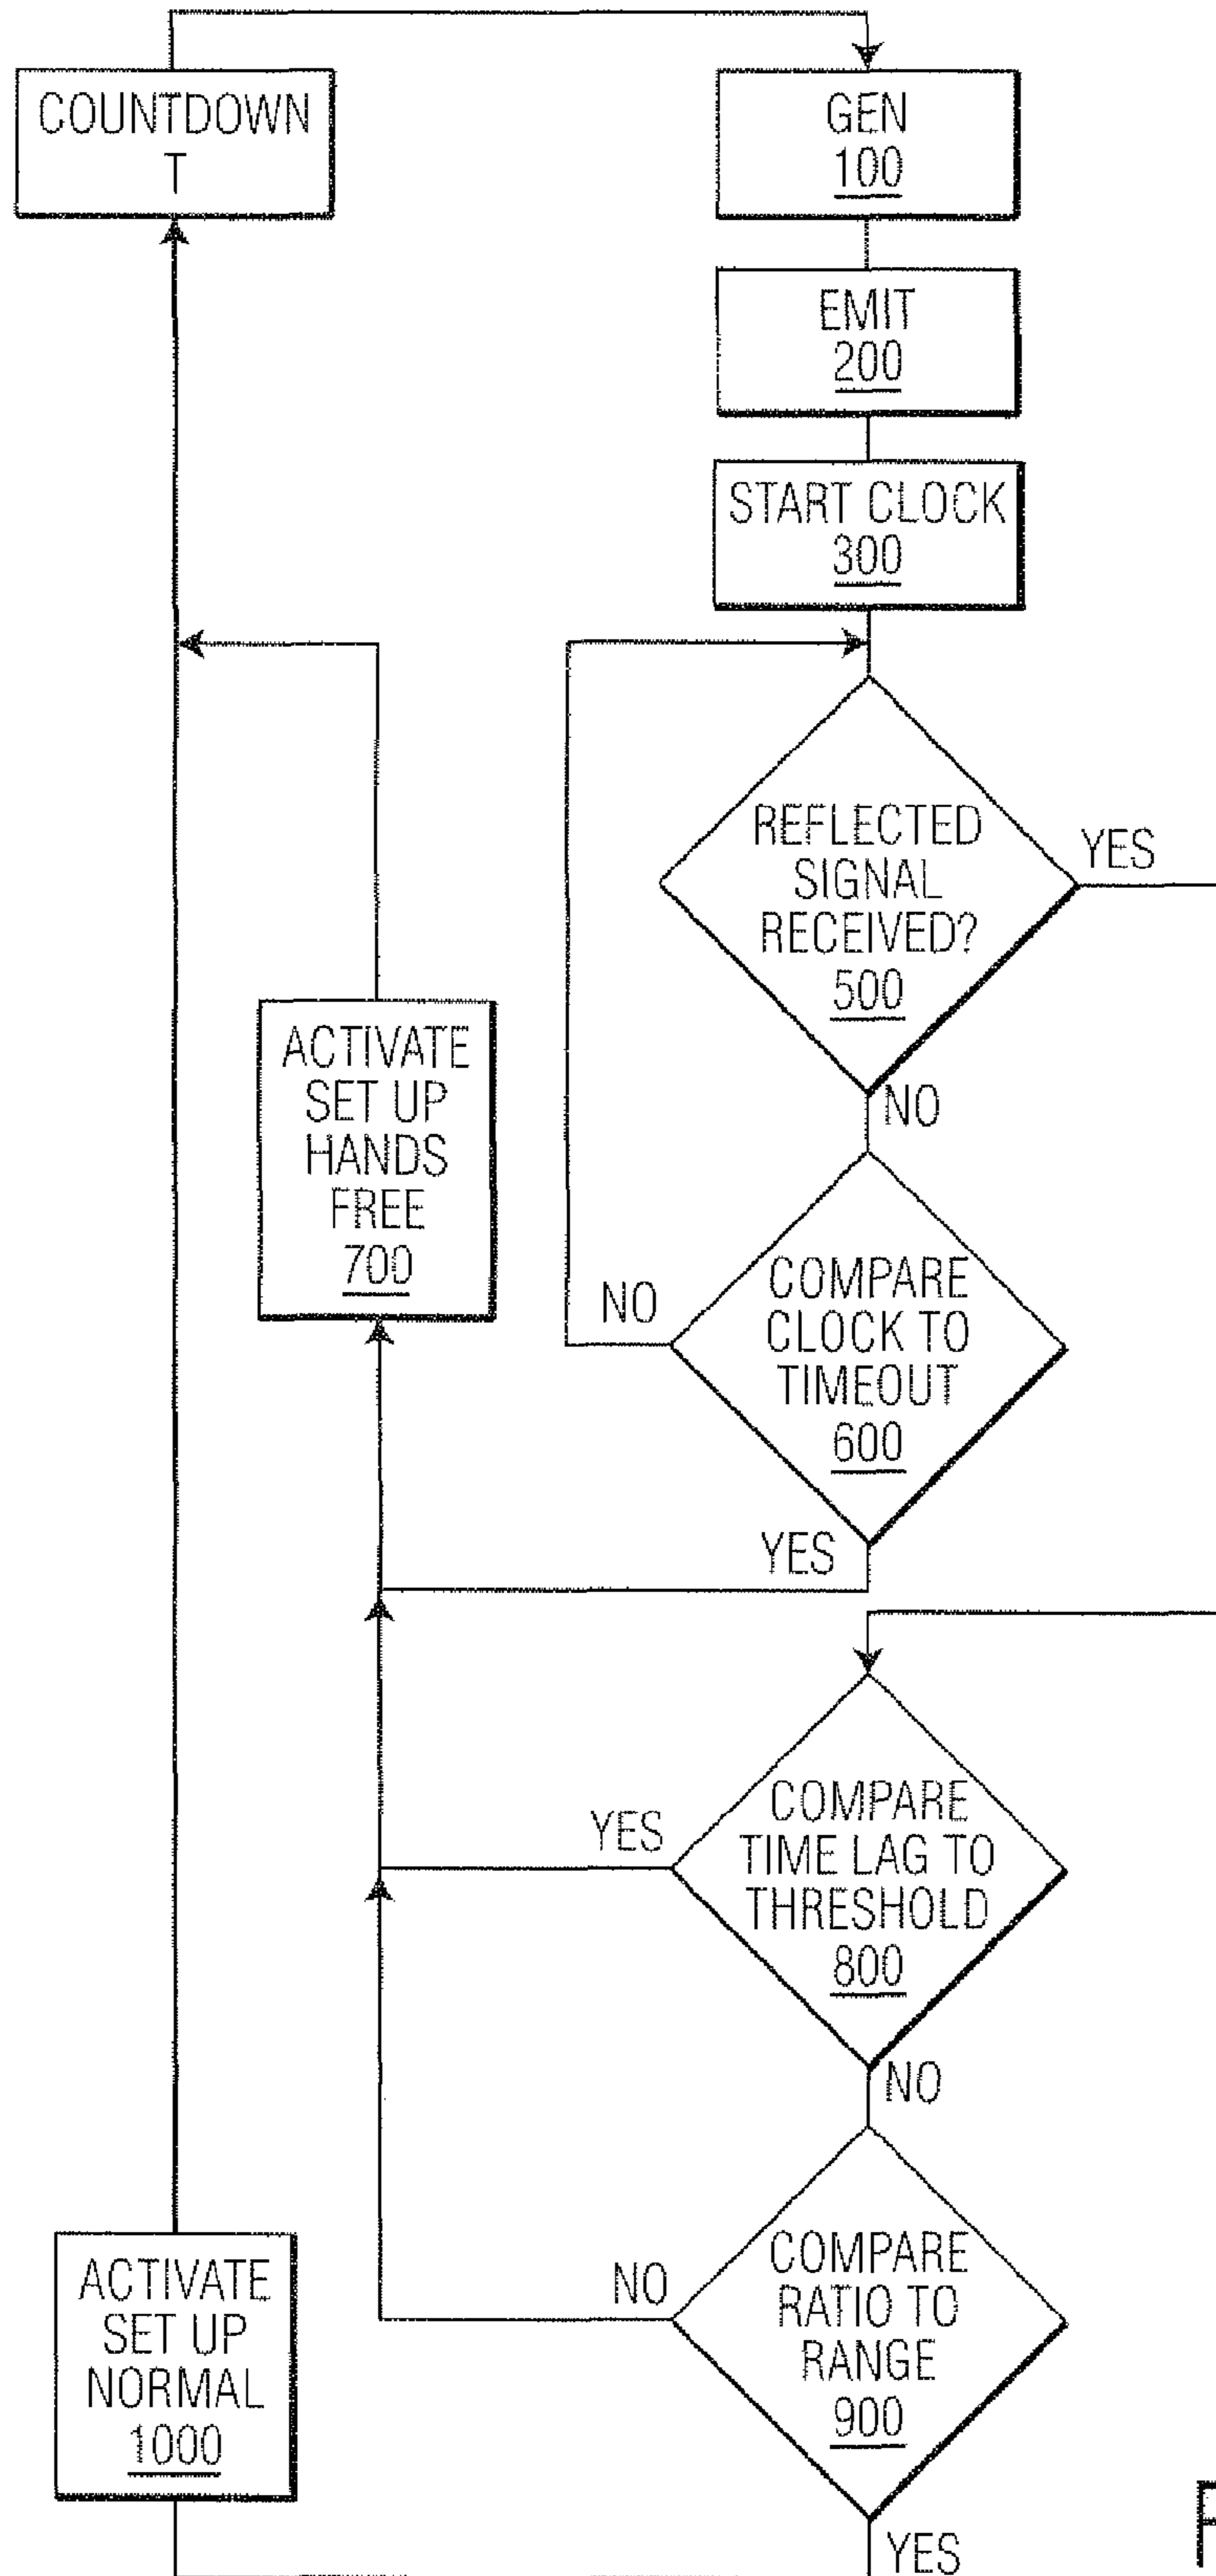 COUNTDOWN
T
GEN
100
EMIT
200
START CLOCK
300
REFLECTED
SIGNAL
RECEIVED?
500
YES
NO
ACTIVATE
SET UP
HANDS
FREE
700
COMPARE
CLOCK TO
TIMEOUT
600
NO
YES
COMPARE
TIME LAG TO
THRESHOLD
800
YES
NO
COMPARE
RATIO TO
RANGE
900
NO
YES
ACTIVATE
SET UP
NORMAL
1000